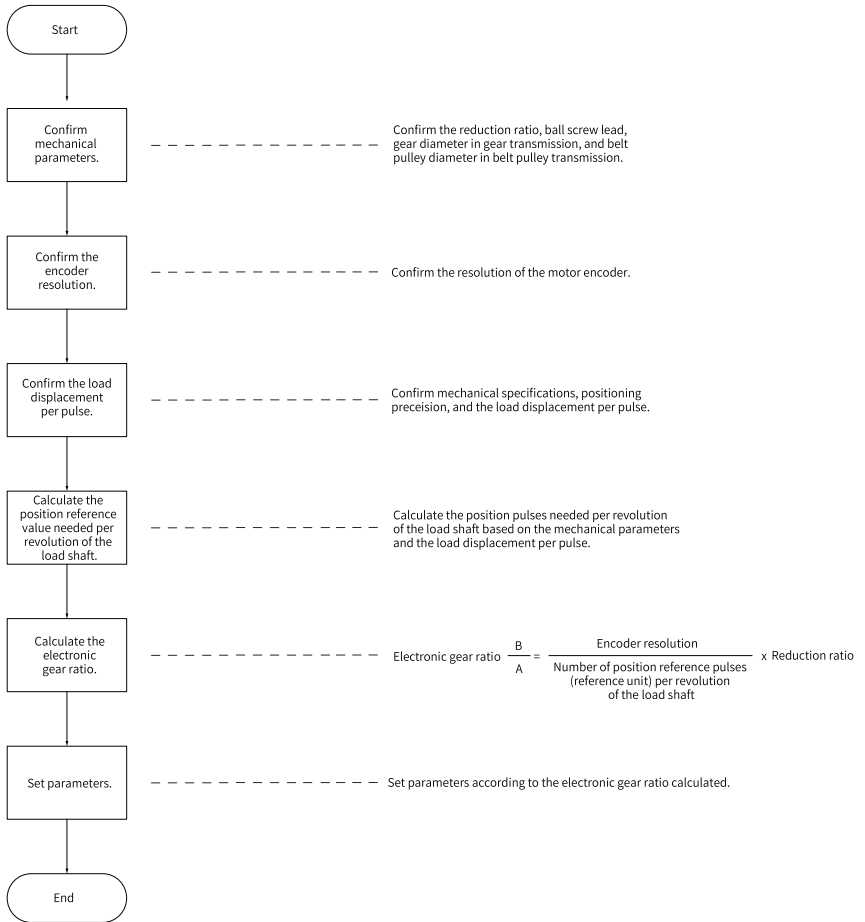 Start
Confirm
mechanical
parameters.
Confirm the reduction ratio, ball screw lead,
gear diameter in gear transmission, and belt
pulley diameter in belt pulley transmission.
Confirm the
encoder
resolution.
Confirm the resolution of the motor encoder.
Confirm the load
displacement
per pulse.
Confirm mechanical specifications, positioning
preceision, and the load displacement per pulse.
Calculate the
position reference
value needed per
revolution of the
load shaft.
Calculate the position pulses needed per revolution
of the load shaft based on the mechanical parameters
and the load displacement per pulse.
Calculate the
electronic
gear ratio.
Electronic gear ratio
B
A
=
Encoder resolution
Number of position reference pulses
(reference unit) per revolution
of the load shaft
x Reduction ratio
Set parameters.
Set parameters according to the electronic gear ratio calculated.
End